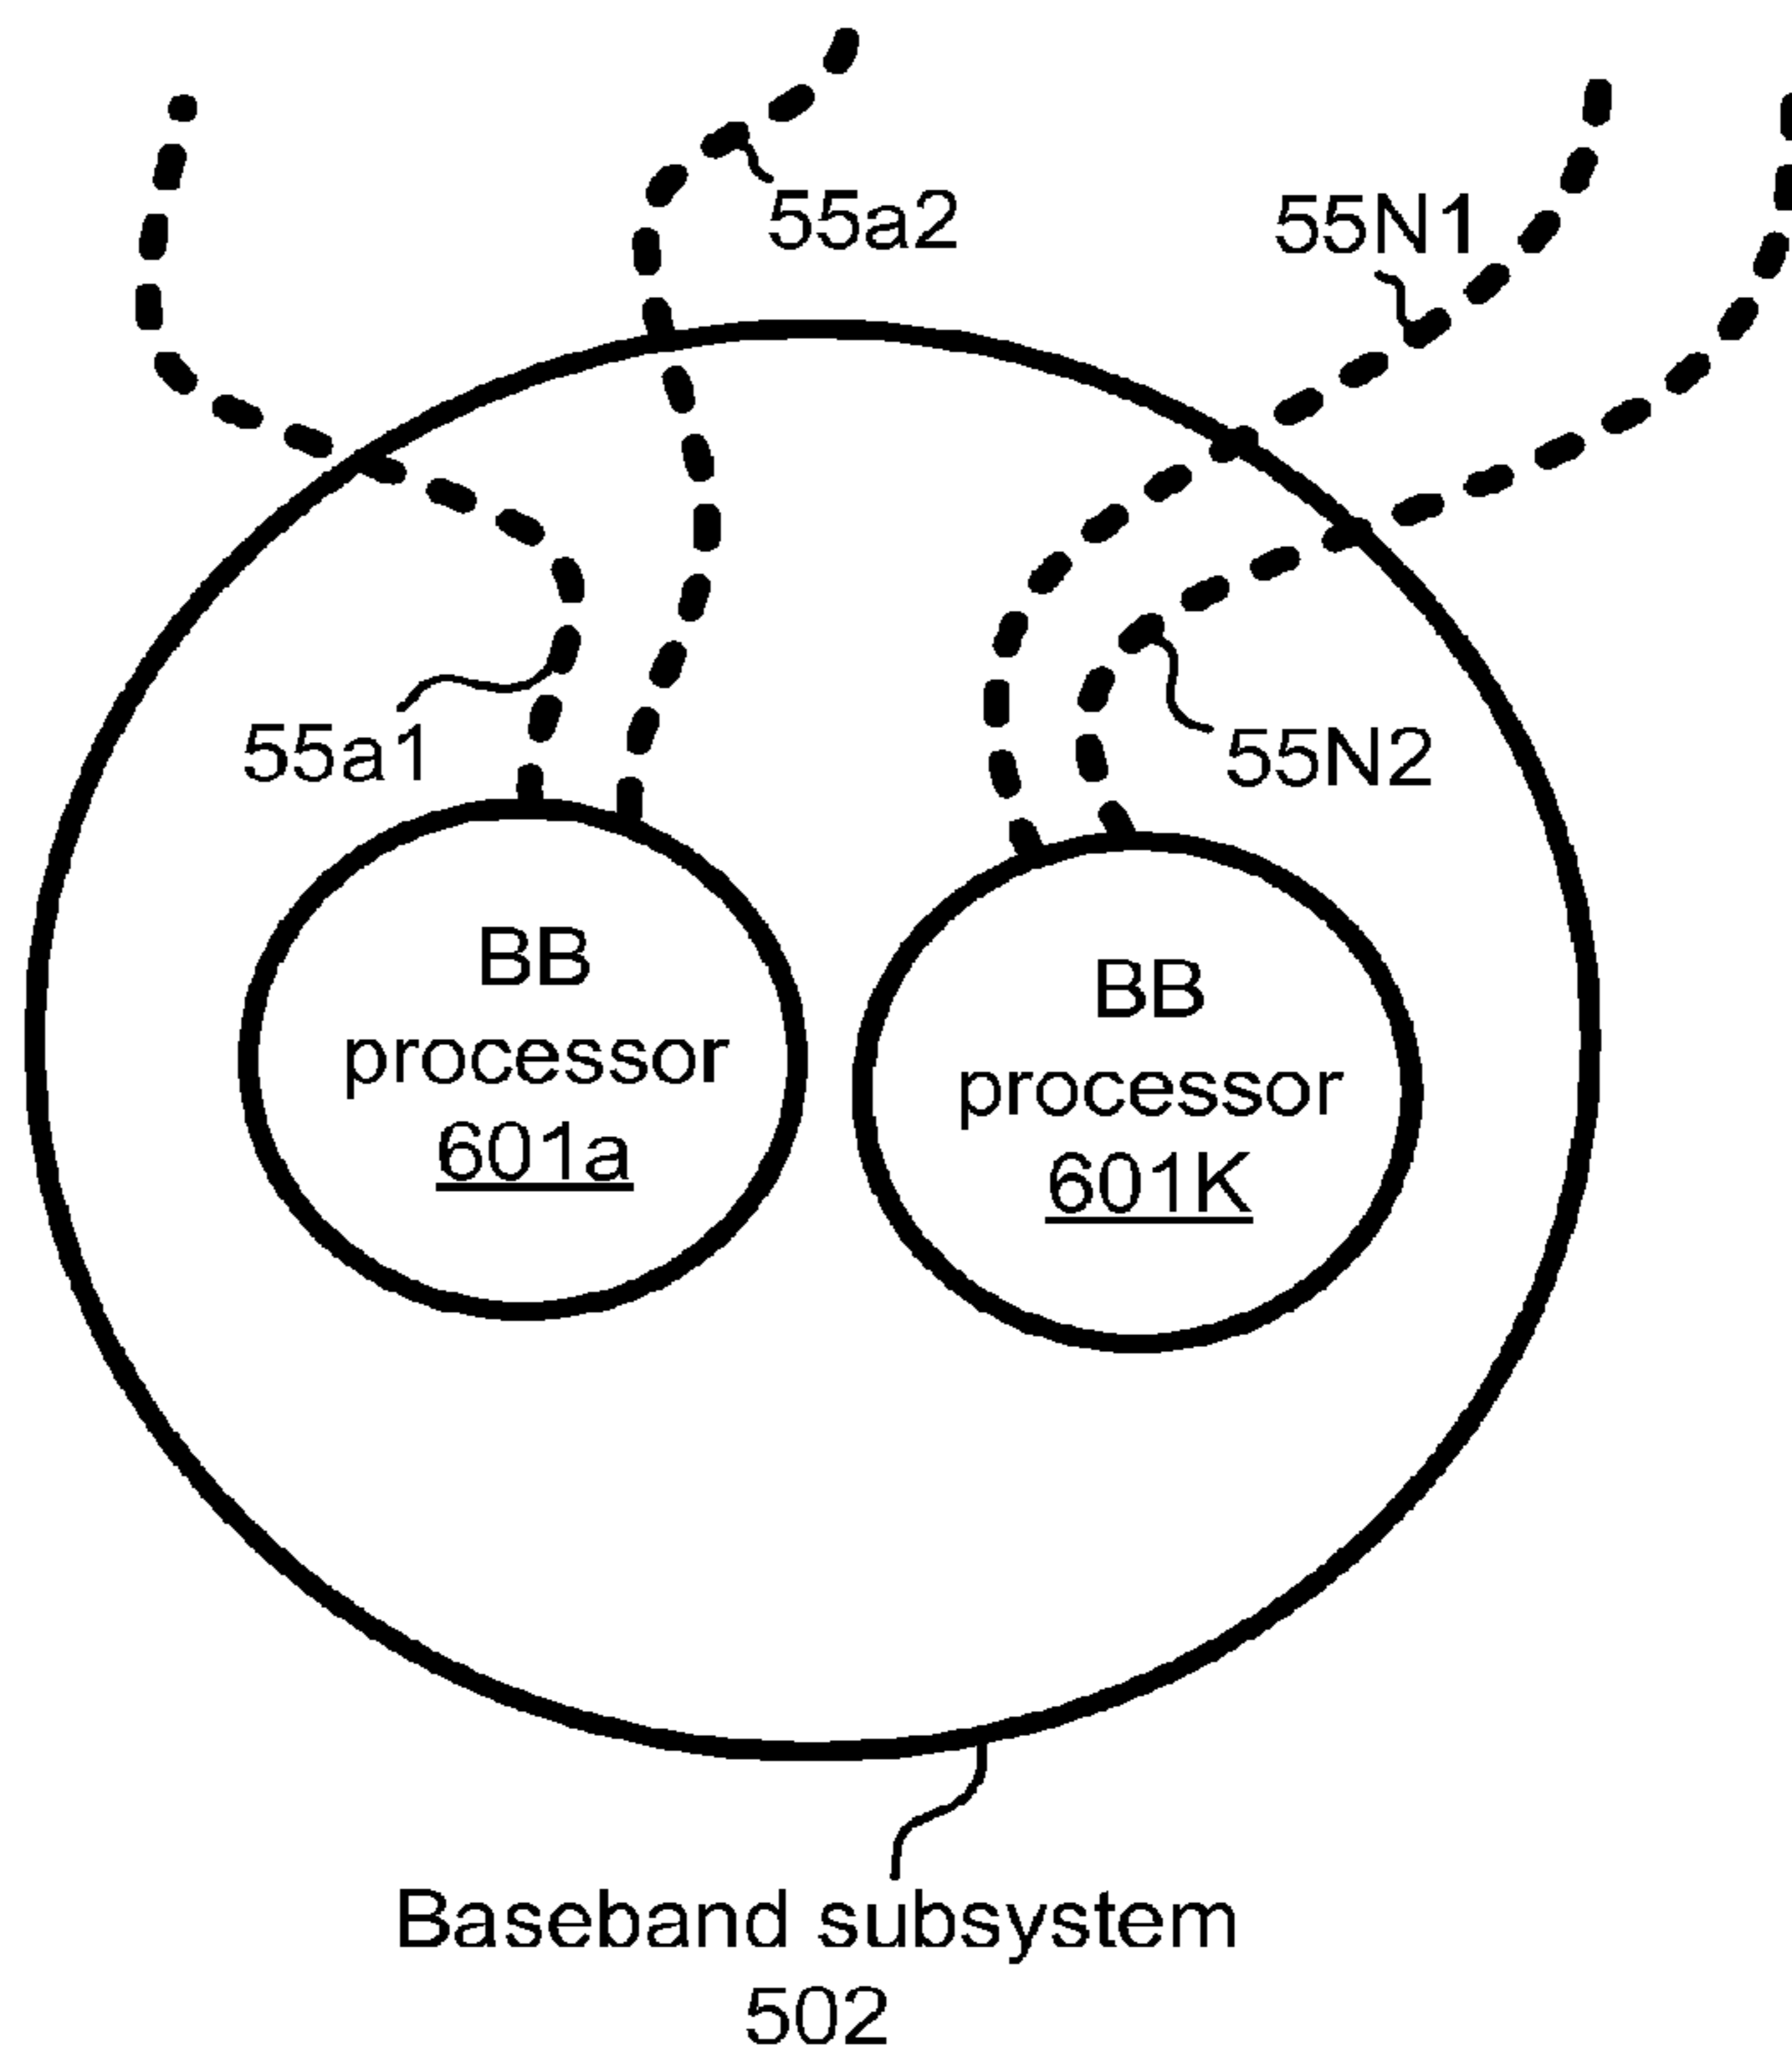 55a2
55N1
55a1
55N2
BB
processor
601a
BB
processor
601K
Baseband subsystem
502